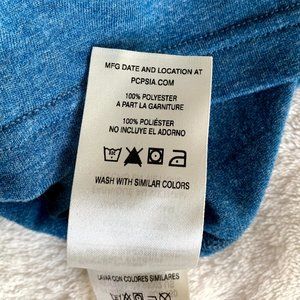 MFG DATE AND LOCATION AT
PCPSIA.COM
100% POLYESTER
A PART LA GARNITURE
100% POLIÉSTER
NO INCLUYE EL ADORNO
WASH WITH SIMILAR COLORS
LAVAR CON COLORES SIMILARES